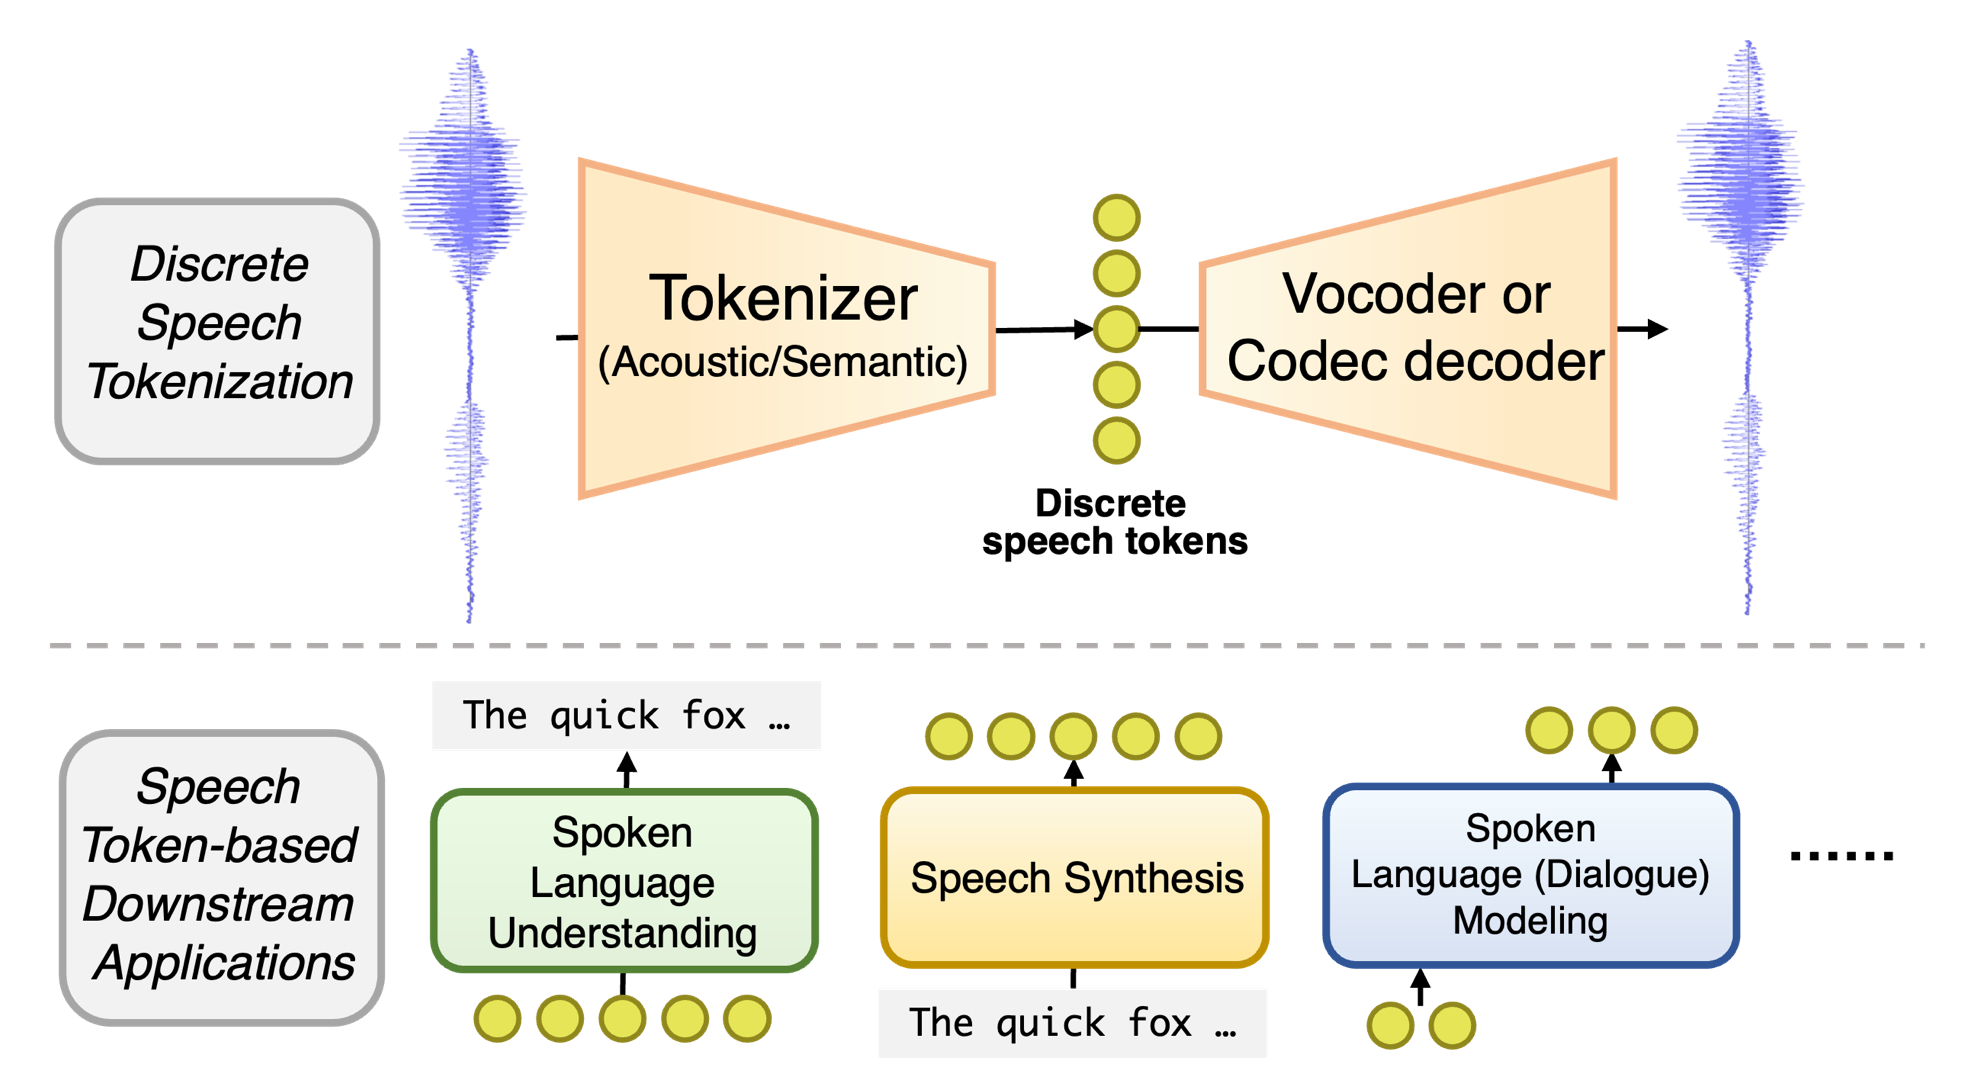 Discrete
Speech
Tokenization
Tokenizer
(Acoustic/Semantic)
Discrete
speech tokens
Vocoder or
Codec decoder
Speech
Token-based
Downstream
Applications
The quick fox …
Spoken
Language
Understanding
Speech Synthesis
The quick fox …
Spoken
Language (Dialogue)
Modeling
......